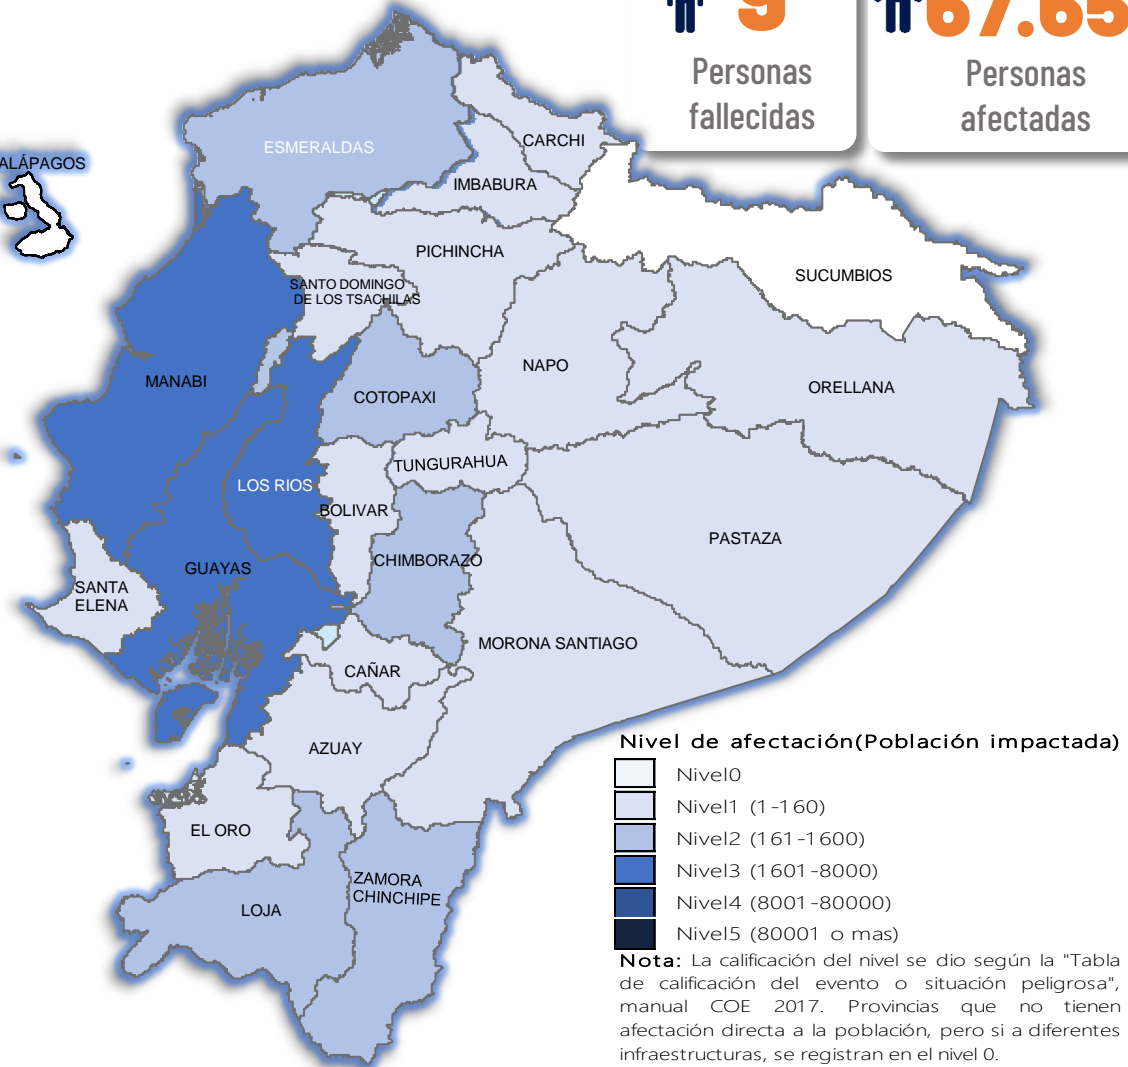 9
67.65
Personas
fallecidas
Personas
afectadas
ALÁPAGOS
ESMERALDAS
CARCHI
IMBABURA
PICHINCHA
SUCUMBIOS
SANTO DOMINGO
DE LOS TSACHILAS
MANABI
COTOPAXI
NAPO
ORELLANA
TUNGURAHUA
LOS RIOS
BOLIVAR
PASTAZA
CHIMBORAZO
GUAYAS
SANTA
ELENA
MORONA SANTIAGO
CAÑAR
AZUAY
EL ORO
ZAMORA
CHINCHIPE
LOJA
Nivel de afectación(Población impactada)
Nivel0
Nivel1 (1-160)
Nivel2 (161-1600)
Nivel3 (1601-8000)
Nivel4 (8001-80000)
Nivel5 (80001 o mas)
Nota: La calificación del nivel se dio según la "Tabla
de calificación del evento o situación peligrosa",
manual COE 2017. Provincias que no tienen
afectación directa a la población, pero si a diferentes
infraestructuras, se registran en el nivel 0.